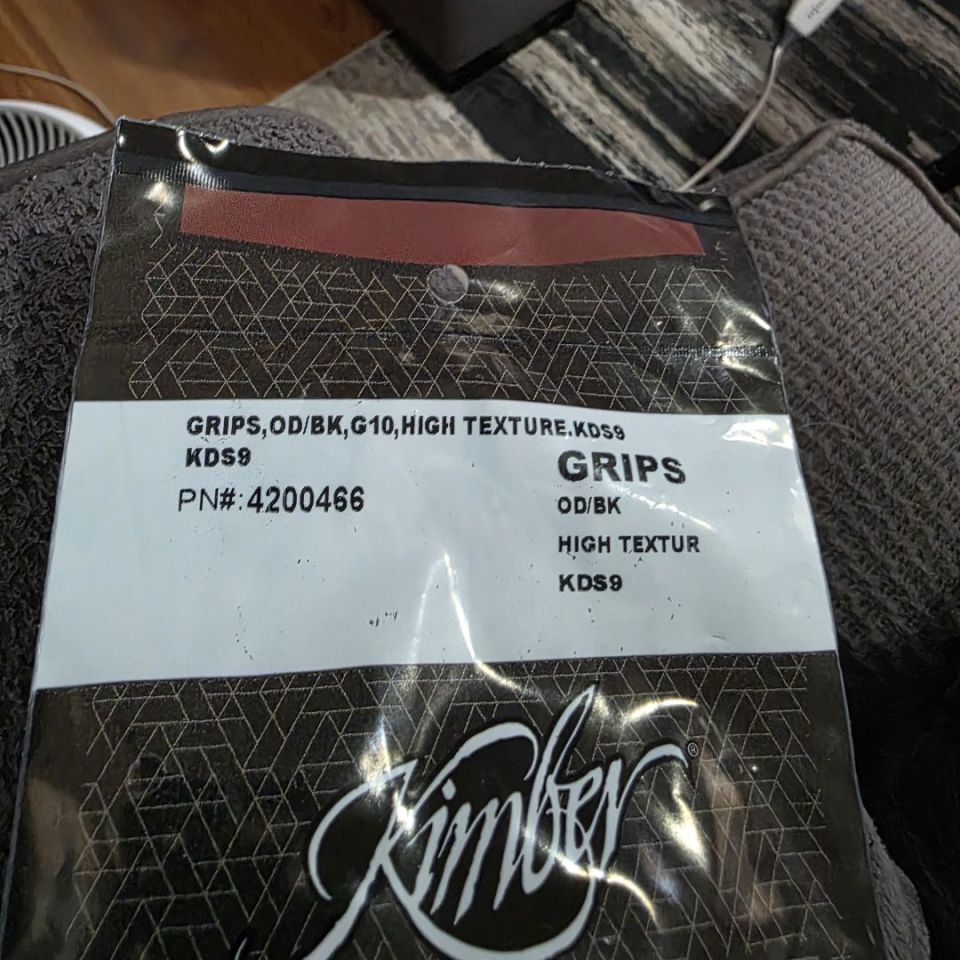 GRIPS,OD/BK,G10,HIGH TEXTURE,KDS9
KDS9
PN#:4200466
GRIPS
OD/BK
HIGH TEXTUR
KDS9
Kimber®